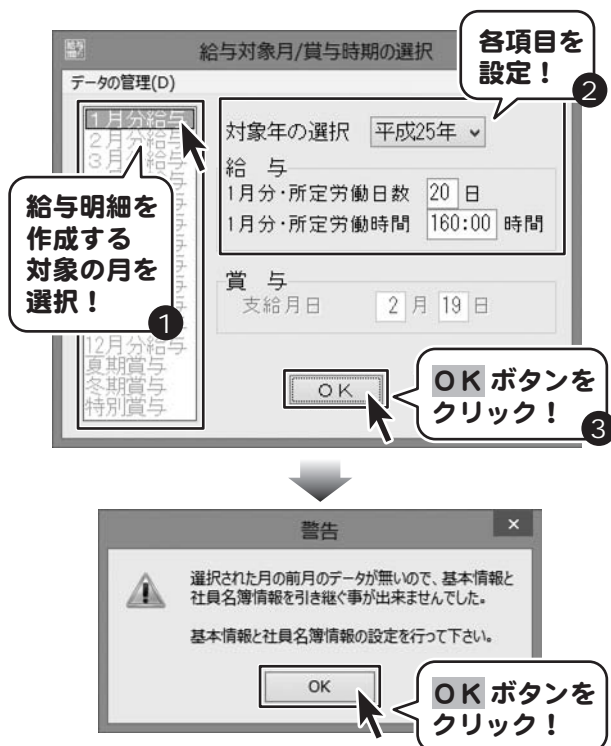 給与対象月/賞与時期の選択
各項目を
設定！
2
データの管理(D)
1月分給与
2月分給与
3月分給与
給与明細を
作成する
対象の月を
選択！
1
12月分給与
夏期賞与
冬期賞与
特別賞与
対象年の選択 平成25年
給 与
1月分・所定労働日数 20 日
1月分・所定労働時間 160:00 時間
賞 与
支給月日 2 月 19 日
OK
OK ボタンを
クリック！
3
警告
選択された月の前月のデータが無いので、基本情報と
社員名簿情報を引き継ぐ事が出来ませんでした。
基本情報と社員名簿情報の設定を行って下さい。
OK
OK ボタンを
クリック！